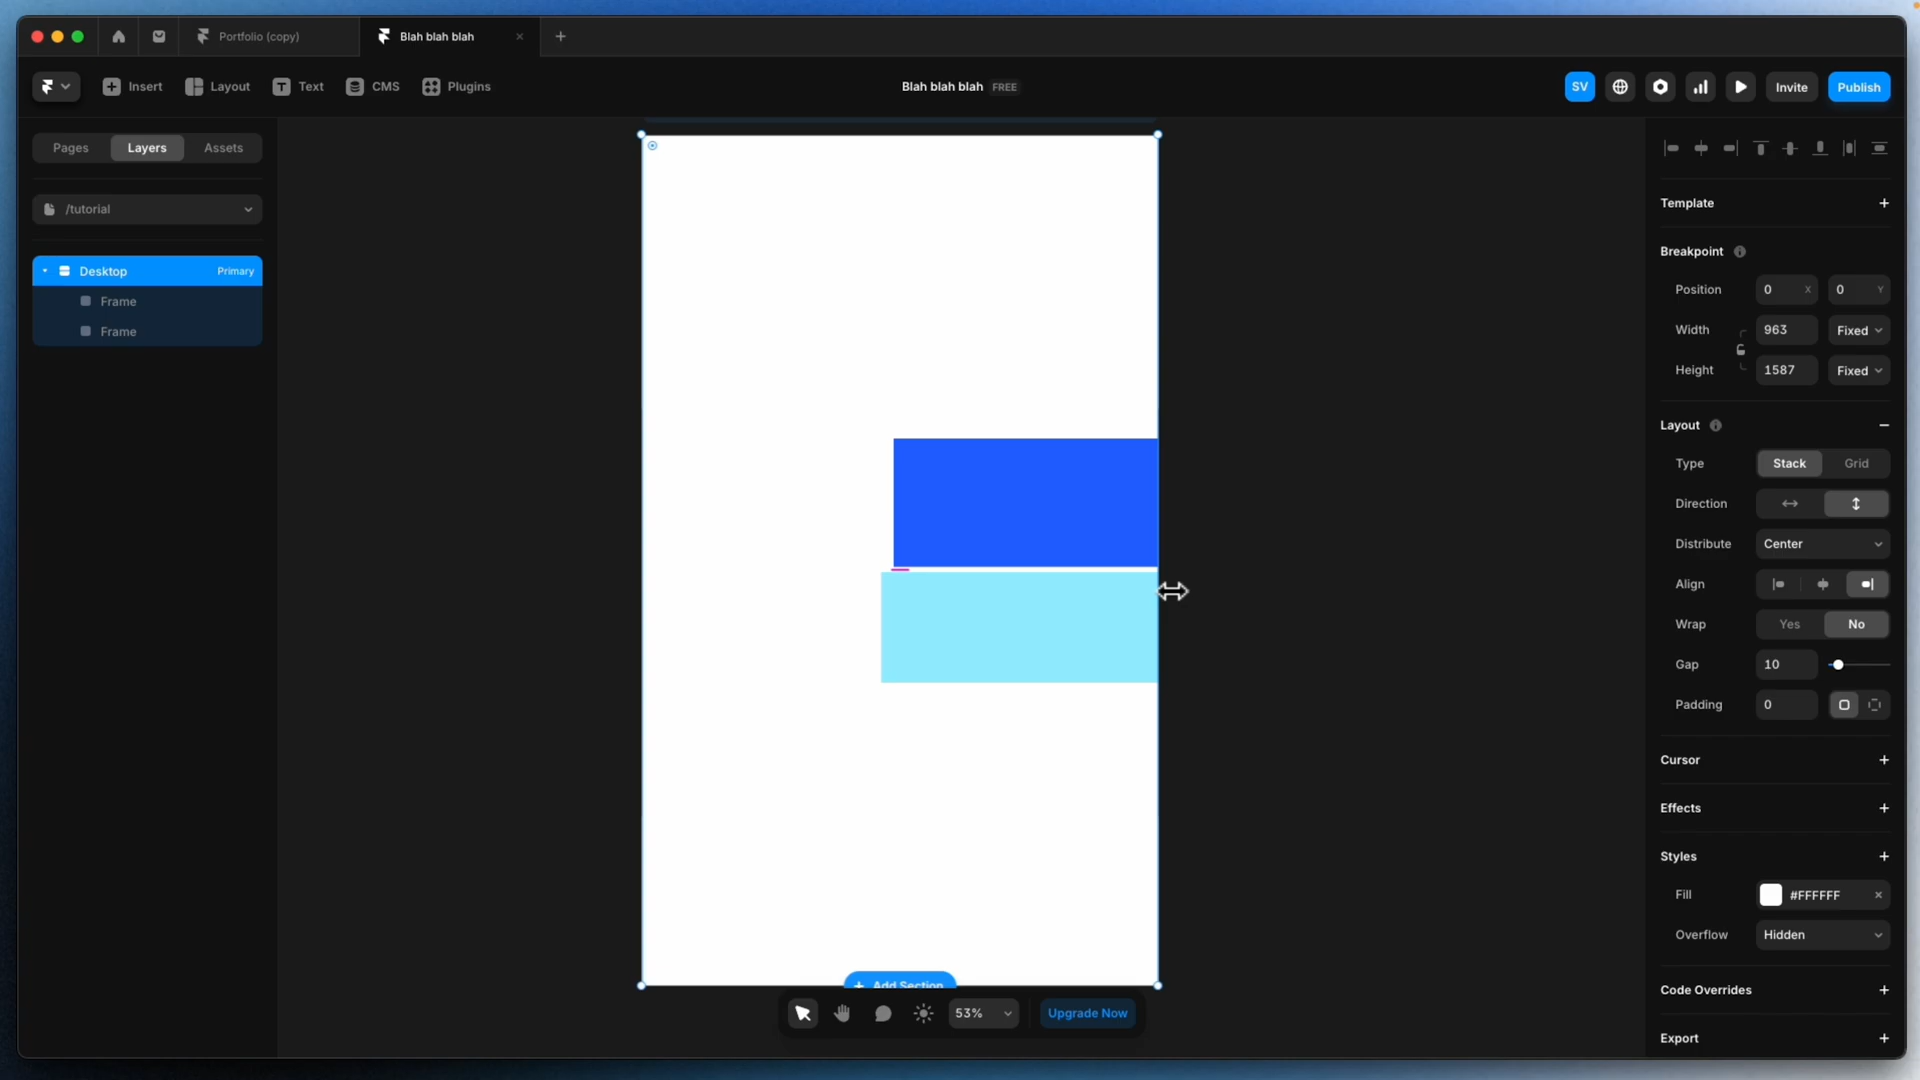 Portfolio (copy)
Blah blah blah
Insert
Layout
Text
CMS
Plugins
Blah blah blah FREE
SV
Invite
Publish
Pages
Layers
Assets
/tutorial
Desktop
Primary
Frame
Frame
Template
Breakpoint
Position
0 X
0 Y
Width
963
Fixed
Height
1587
Fixed
Layout
Type
Stack
Grid
Direction
Distribute
Center
Align
Wrap
Yes
No
Gap
10
Padding
0
Cursor
Effects
Styles
Fill
#FFFFFF
Overflow
Hidden
Code Overrides
Export
Add Section
53%
Upgrade Now